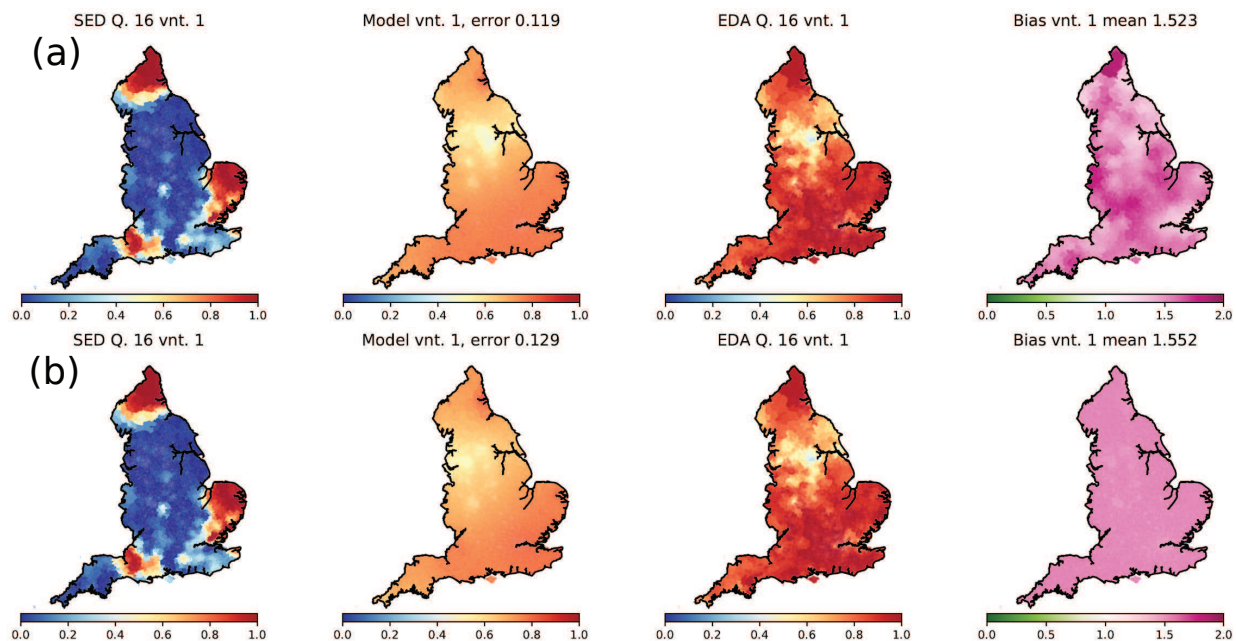 (a)
SED Q. 16 vnt. 1
Model vnt. 1, error 0.119
EDA Q. 16 vnt. 1
Bias vnt. 1 mean 1.523
0.0 0.2 0.4 0.6 0.8 1.0
0.0 0.2 0.4 0.6 0.8 1.0
0.0 0.2 0.4 0.6 0.8 1.0
0.0 0.5 1.0 1.5 2.0
(b)
SED Q. 16 vnt. 1
Model vnt. 1, error 0.129
EDA Q. 16 vnt. 1
Bias vnt. 1 mean 1.552
0.0 0.2 0.4 0.6 0.8 1.0
0.0 0.2 0.4 0.6 0.8 1.0
0.0 0.2 0.4 0.6 0.8 1.0
0.0 0.5 1.0 1.5 2.0